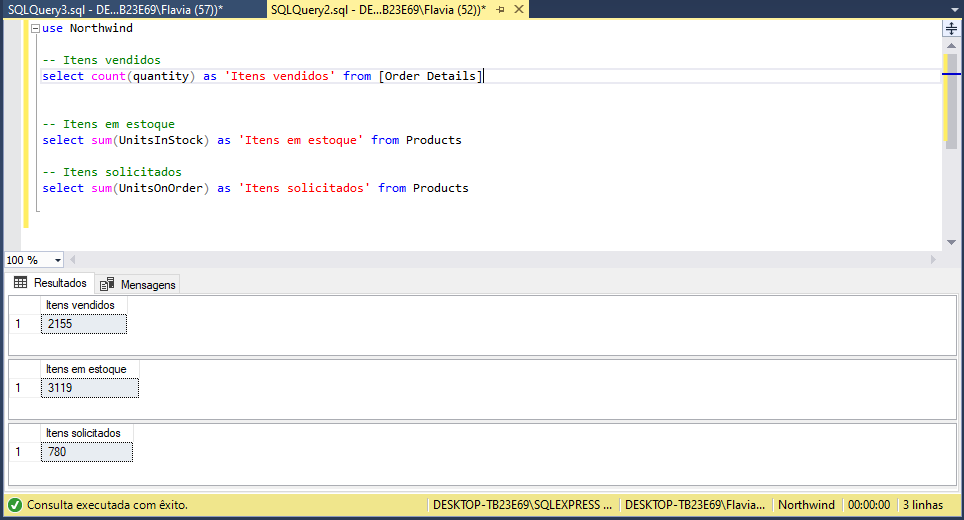 SQLQuery3.sql - DE...B23E69\Flavia (57))*
SQLQuery2.sql - DE...B23E69\Flavia (52))*
use Northwind
-- Itens vendidos
select count(quantity) as 'Itens vendidos' from [Order Details]
-- Itens em estoque
select sum(UnitsInStock) as 'Itens em estoque' from Products
-- Itens solicitados
select sum(UnitsOnOrder) as 'Itens solicitados' from Products
100 %
Resultados
Mensagens
Itens vendidos
1 2155
Itens em estoque
1 3119
Itens solicitados
1 780
Consulta executada com êxito.
DESKTOP-TB23E69\SQLEXPRESS ...
DESKTOP-TB23E69\Flavia...
Northwind
00:00:00
3 linhas